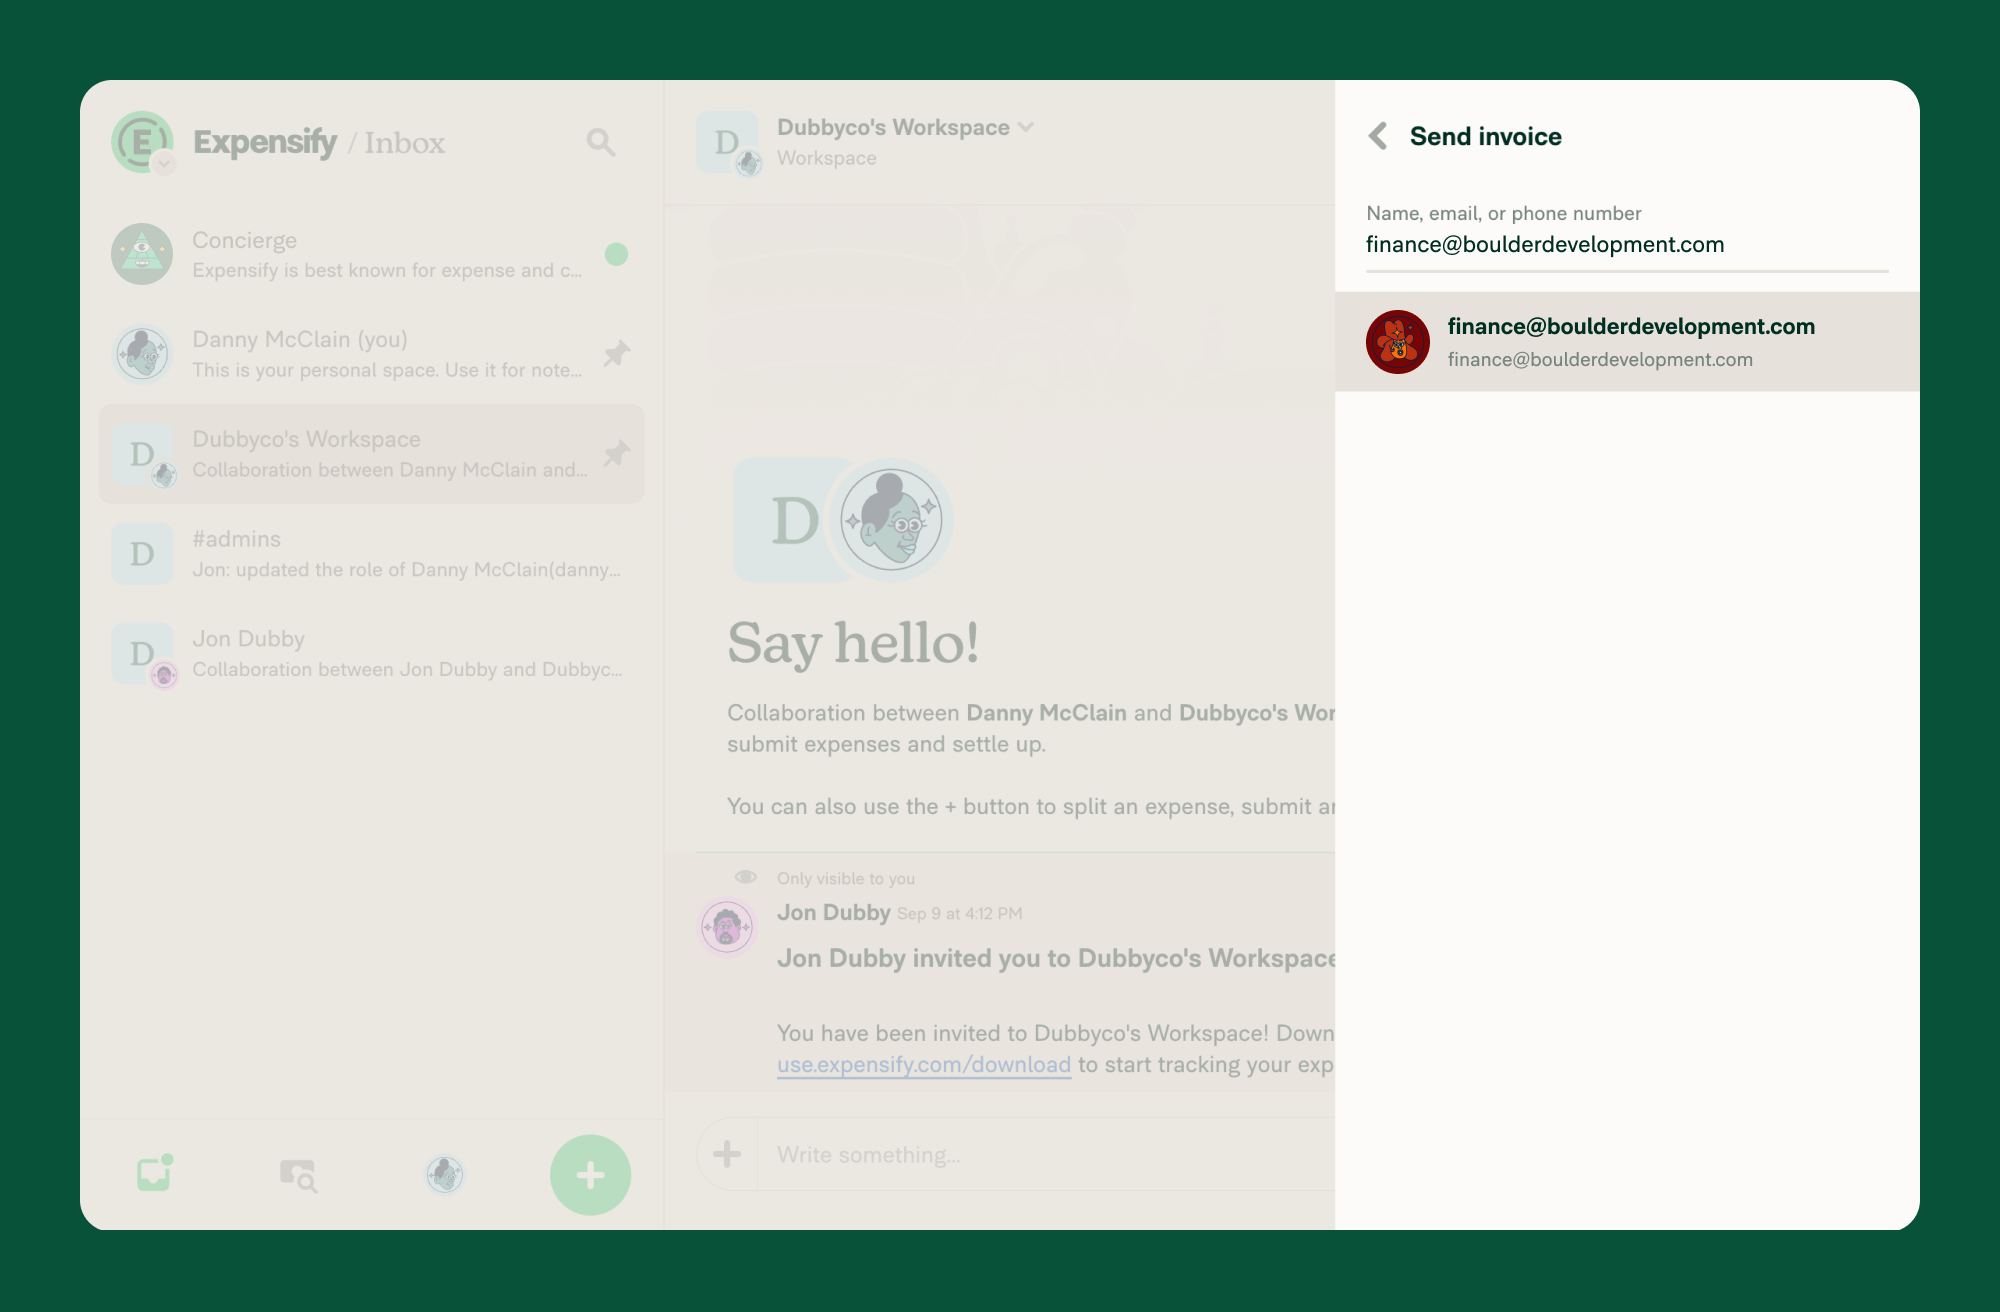 Expensify / Inbox
Concierge
Expensify is best known for expense and c...
Danny McClain (you)
This is your personal space. Use it for note...
D
Dubbyco's Workspace
Collaboration between Danny McClain and...
D
#admins
Jon: updated the role of Danny McClain(danny...
D
Jon Dubby
Collaboration between Jon Dubby and Dubbyc...
D
Dubbyco's Workspace
Workspace
D
Say hello!
Collaboration between Danny McClain and Dubbyco's Wor
submit expenses and settle up.
You can also use the + button to split an expense, submit an
Only visible to you
Jon Dubby Sep 9 at 4:12 PM
Jon Dubby invited you to Dubbyco's Workspace
You have been invited to Dubbyco's Workspace! Down
use.expensify.com/download to start tracking your exp
Write something...
Send invoice
Name, email, or phone number
finance@boulderdevelopment.com
finance@boulderdevelopment.com
finance@boulderdevelopment.com